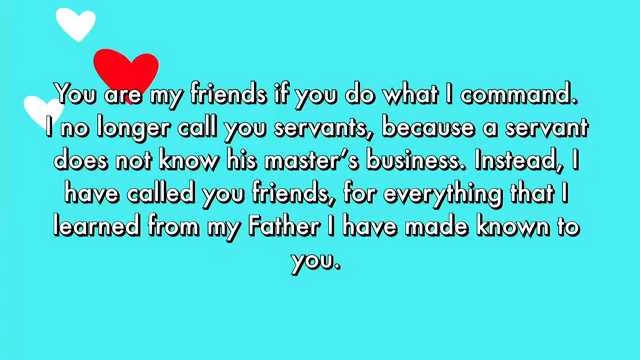 You are my friends if you do what I command.
I no longer call you servants, because a servant
does not know his master's business. Instead, I
have called you friends, for everything that I
learned from my Father I have made known to
you.